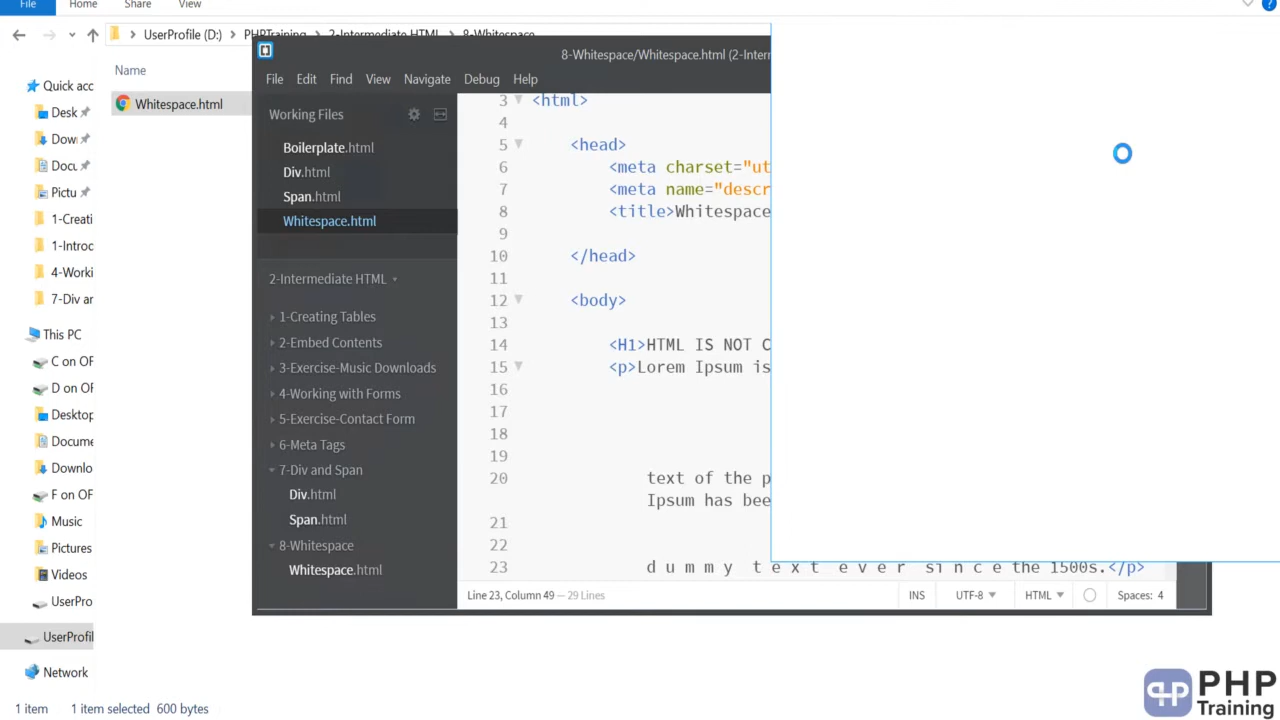 File
Home
Share
View
UserProfile (D:)
PHPTraining
2-Intermediate HTML
8-Whitespace
Name
Whitespace.html
1 item
1 item selected 600 bytes
Quick acc
Desk
Dow
Docu
Pictu
1-Creati
1-Introd
4-Worki
7-Div an
This PC
C on OF
D on OF
Desktop
Docume
Downlo
F on OF
Music
Pictures
Videos
UserPro
UserProfil
Network
8-Whitespace/Whitespace.html (2-Inter
File Edit Find View Navigate Debug Help
Working Files
Boilerplate.html
Div.html
Span.html
Whitespace.html
2-Intermediate HTML
1-Creating Tables
2-Embed Contents
3-Exercise-Music Downloads
4-Working with Forms
5-Exercise-Contact Form
6-Meta Tags
7-Div and Span
Div.html
Span.html
8-Whitespace
Whitespace.html
3 <html>
4
5 <head>
6 <meta charset="ut
7 <meta name="descr
8 <title>Whitespace
9
10 </head>
11
12 <body>
13
14 <H1>HTML IS NOT C
15 <p>Lorem Ipsum is
16
17
18
19
20 text of the p
Ipsum has bee
21
22
23 d u m m y t e x t e v e r s i n c e the 1500s.</p>
Line 23, Column 49 — 29 Lines
INS
UTF-8
HTML
Spaces: 4
PHP
Training